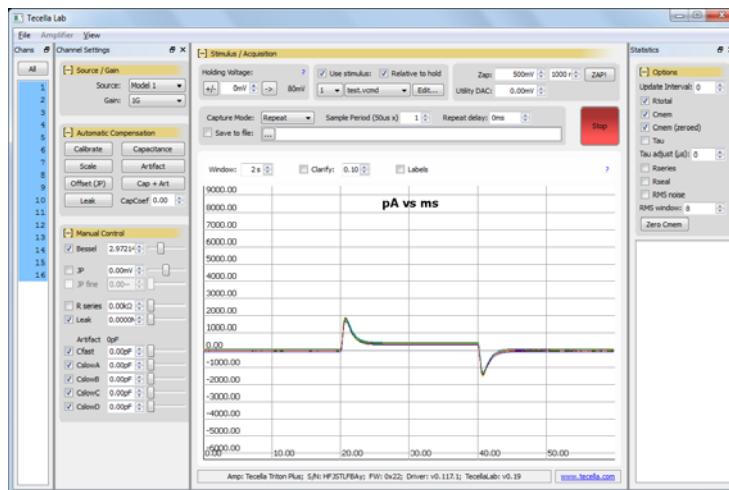 Tecella Lab
File Amplifier View
Chans
All
1
2
3
4
5
6
7
8
9
10
11
12
13
14
15
16
Channel Settings
[-] Source / Gain
Source: Model 1
Gain: 1G
[-] Automatic Compensation
Calibrate Capacitance
Scale Artifact
Offset (JP) Cap + Art
Leak CapCoef 0.00
[-] Manual Control
Bessel 2.9721
JP 0.00mV
JP fine 0.00
R series 0.00kΩ
Leak 0.0000
Artifact 0pF
Cfast 0.00pF
CslowA 0.00pF
CslowB 0.00pF
CslowC 0.00pF
CslowD 0.00pF
[-] Stimulus / Acquisition
Holding Voltage: ?
+/- 0mV -> 80mV
Use stimulus: Relative to hold
1 test.vcmd Edit...
Zap: 500mV 1000 ZAP!
Utility DAC: 0.00mV
Capture Mode: Repeat Sample Period (50us x) 1 Repeat delay: 0ms
Save to file: ...
Stop
Window: 2 s Clarify: 0.10 Labels ?
pA vs ms
9000.00
8000.00
7000.00
6000.00
5000.00
4000.00
3000.00
2000.00
1000.00
0.00
-1000.00
-2000.00
-3000.00
-4000.00
-5000.00
-6000.00
0.00 10.00 20.00 30.00 40.00 50.00
Amp: Tecella Triton Plus; S/N: HFJSTLFBAy; FW: 0x22; Driver: v0.117.1; TecellaLab: v0.19
www.tecella.com
Statistics
[-] Options
Update Interval: 0
Rtotal
Cmem
Cmem (zeroed)
Tau
Tau adjust (µs): 0
Rseries
Rseal
RMS noise
RMS window: 8
Zero Cmem